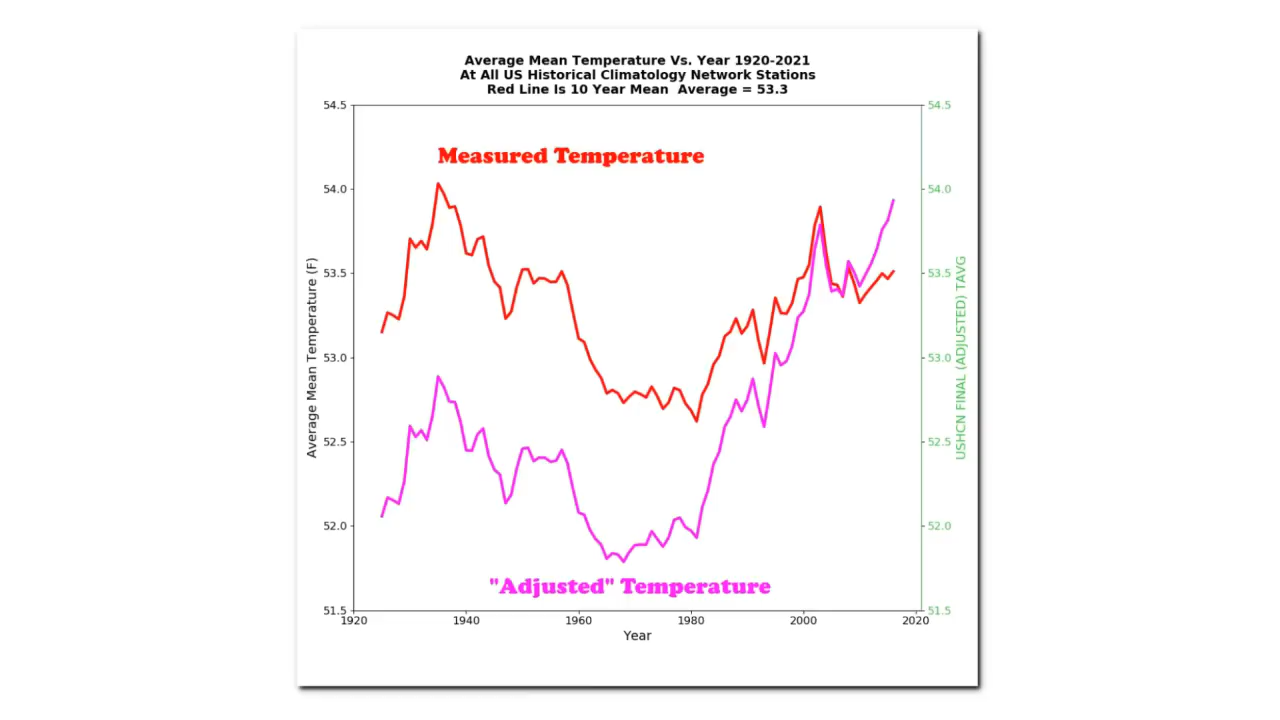 Average Mean Temperature Vs. Year 1920-2021
At All US Historical Climatology Network Stations
Red Line Is 10 Year Mean  Average = 53.3
Measured Temperature
"Adjusted" Temperature
Average Mean Temperature (F)
54.5
54.0
53.5
53.0
52.5
52.0
51.5
1920
1940
1960
1980
2000
2020
Year
54.5
54.0
53.5
53.0
52.5
52.0
51.5
USHCN FINAL (ADJUSTED) TAVG